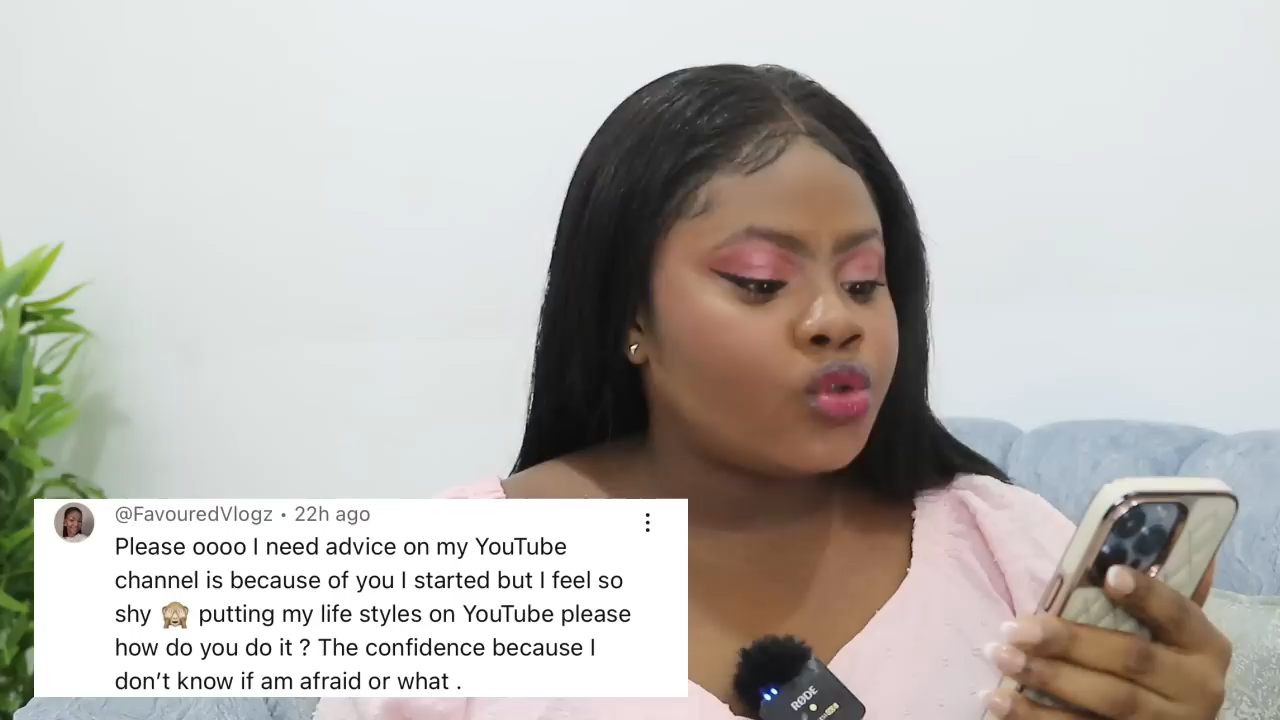 @FavouredVlogz • 22h ago
Please oooo I need advice on my YouTube
channel is because of you I started but I feel so
shy 🙈 putting my life styles on YouTube please
how do you do it ? The confidence because I
don't know if am afraid or what .
RØDE